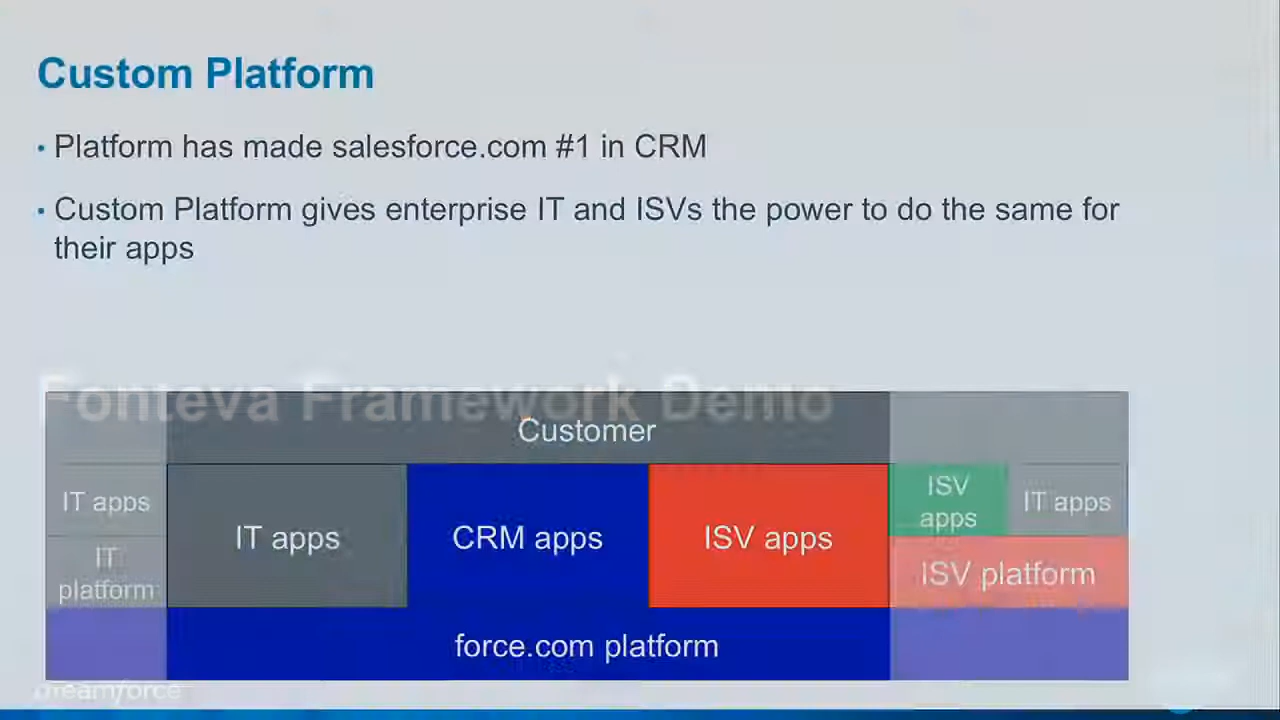 Custom Platform
• Platform has made salesforce.com #1 in CRM
• Custom Platform gives enterprise IT and ISVs the power to do the same for
their apps
Fonteva Framework Demo
Customer
IT apps
IT
platform
IT apps
CRM apps
ISV apps
ISV
apps
IT apps
ISV platform
force.com platform
dreamforce